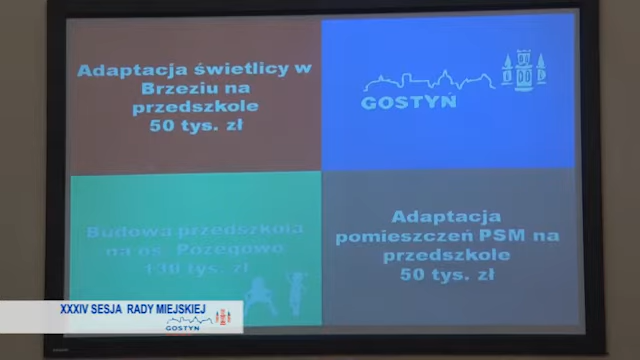 Adaptacja świetlicy w
Brzeziu na
przedszkole
50 tys. zł
GOSTYŃ
Budowa przedszkola
na os. Pożegowo
130 tys. zł
Adaptacja
pomieszczeń PSM na
przedszkole
50 tys. zł
XXXIV SESJA RADY MIEJSKIEJ
GOSTYŃ